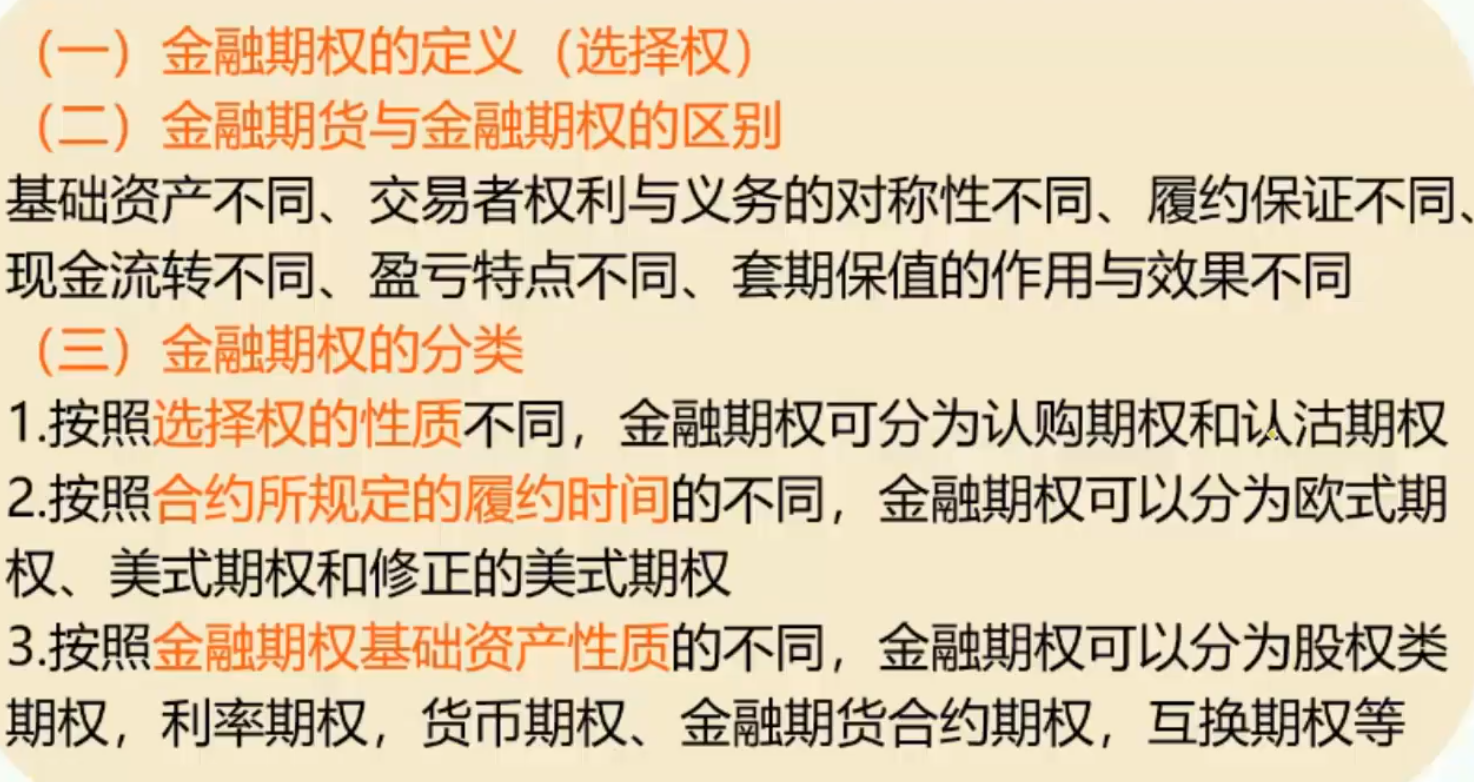 （一）金融期权的定义（选择权）
（二）金融期货与金融期权的区别
基础资产不同、交易者权利与义务的对称性不同、履约保证不同、
现金流转不同、盈亏特点不同、套期保值的作用与效果不同
（三）金融期权的分类
1.按照选择权的性质不同，金融期权可分为认购期权和认沽期权
2.按照合约所规定的履约时间的不同，金融期权可以分为欧式期
权、美式期权和修正的美式期权
3.按照金融期权基础资产性质的不同，金融期权可以分为股权类
期权，利率期权，货币期权、金融期货合约期权，互换期权等